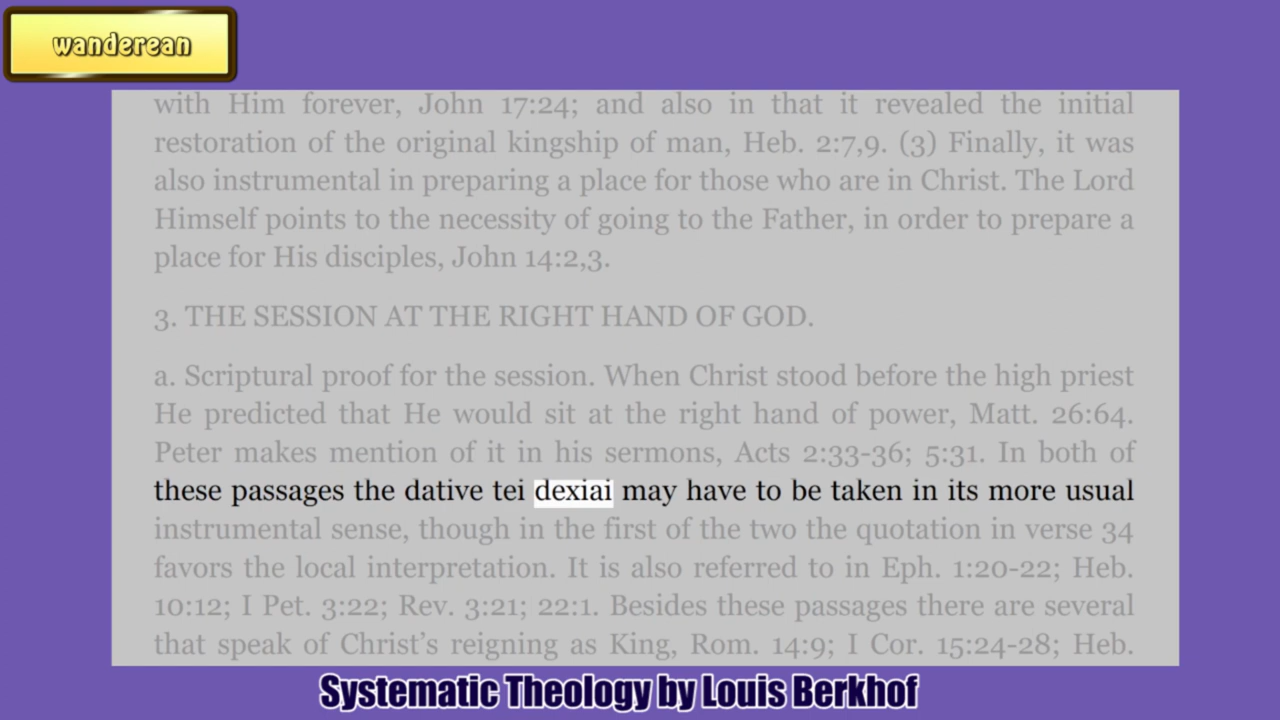 wanderean
with Him forever, John 17:24; and also in that it revealed the initial
restoration of the original kingship of man, Heb. 2:7,9. (3) Finally, it was
also instrumental in preparing a place for those who are in Christ. The Lord
Himself points to the necessity of going to the Father, in order to prepare a
place for His disciples, John 14:2,3.
3. THE SESSION AT THE RIGHT HAND OF GOD.
a. Scriptural proof for the session. When Christ stood before the high priest
He predicted that He would sit at the right hand of power, Matt. 26:64.
Peter makes mention of it in his sermons, Acts 2:33-36; 5:31. In both of
these passages the dative tei dexiai may have to be taken in its more usual
instrumental sense, though in the first of the two the quotation in verse 34
favors the local interpretation. It is also referred to in Eph. 1:20-22; Heb.
10:12; I Pet. 3:22; Rev. 3:21; 22:1. Besides these passages there are several
that speak of Christ’s reigning as King, Rom. 14:9; I Cor. 15:24-28; Heb.
Systematic Theology by Louis Berkhof